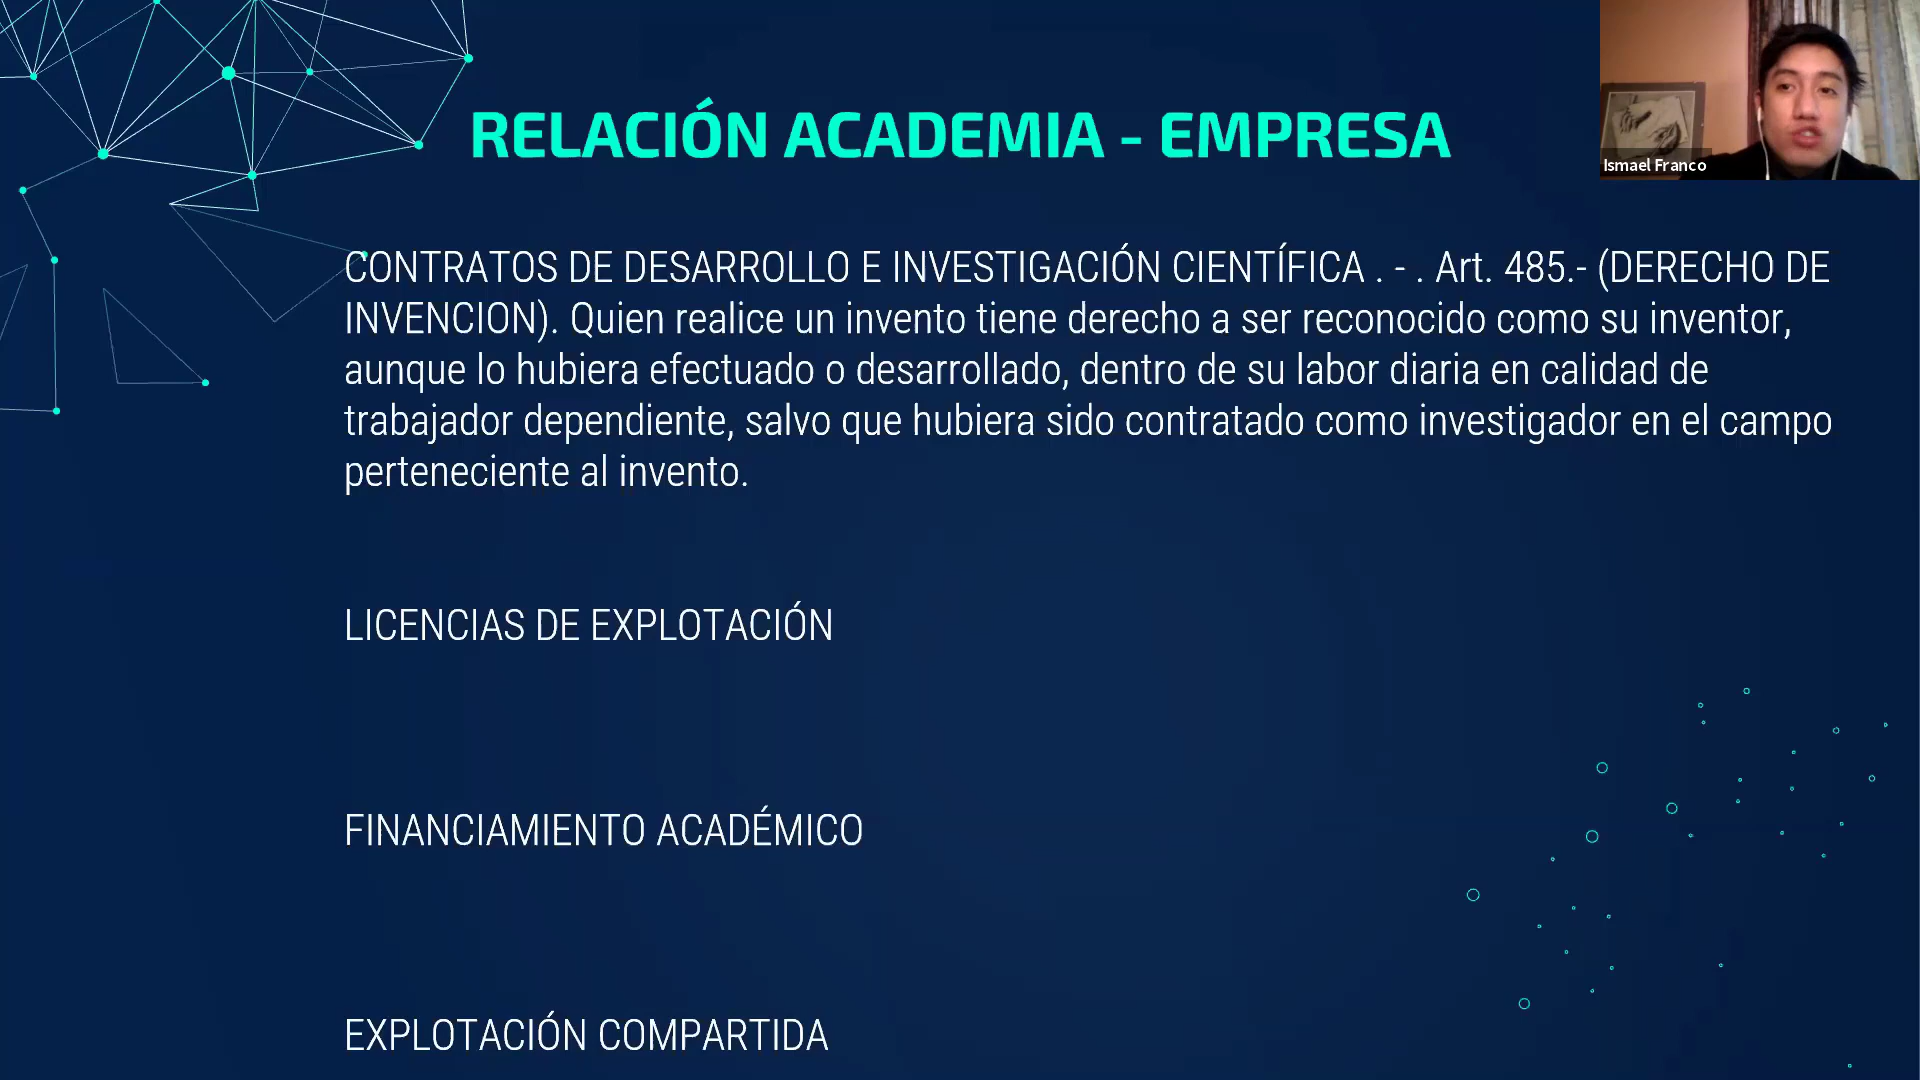 RELACIÓN ACADEMIA - EMPRESA
Ismael Franco
CONTRATOS DE DESARROLLO E INVESTIGACIÓN CIENTÍFICA . - . Art. 485.- (DERECHO DE
INVENCION). Quien realice un invento tiene derecho a ser reconocido como su inventor,
aunque lo hubiera efectuado o desarrollado, dentro de su labor diaria en calidad de
trabajador dependiente, salvo que hubiera sido contratado como investigador en el campo
perteneciente al invento.
LICENCIAS DE EXPLOTACIÓN
FINANCIAMIENTO ACADÉMICO
EXPLOTACIÓN COMPARTIDA